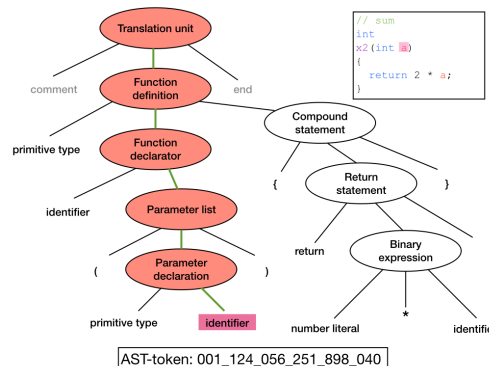 // sum
int
x2(int a)
{
return 2 * a;
}
Translation unit
comment
Function
definition
end
primitive type
Function
declarator
Compound
statement
identifier
Parameter list
{
Return
statement
}
(
Parameter
declaration
)
return
Binary
expression
primitive type
identifier
number literal
*
identifie
AST-token: 001_124_056_251_898_040